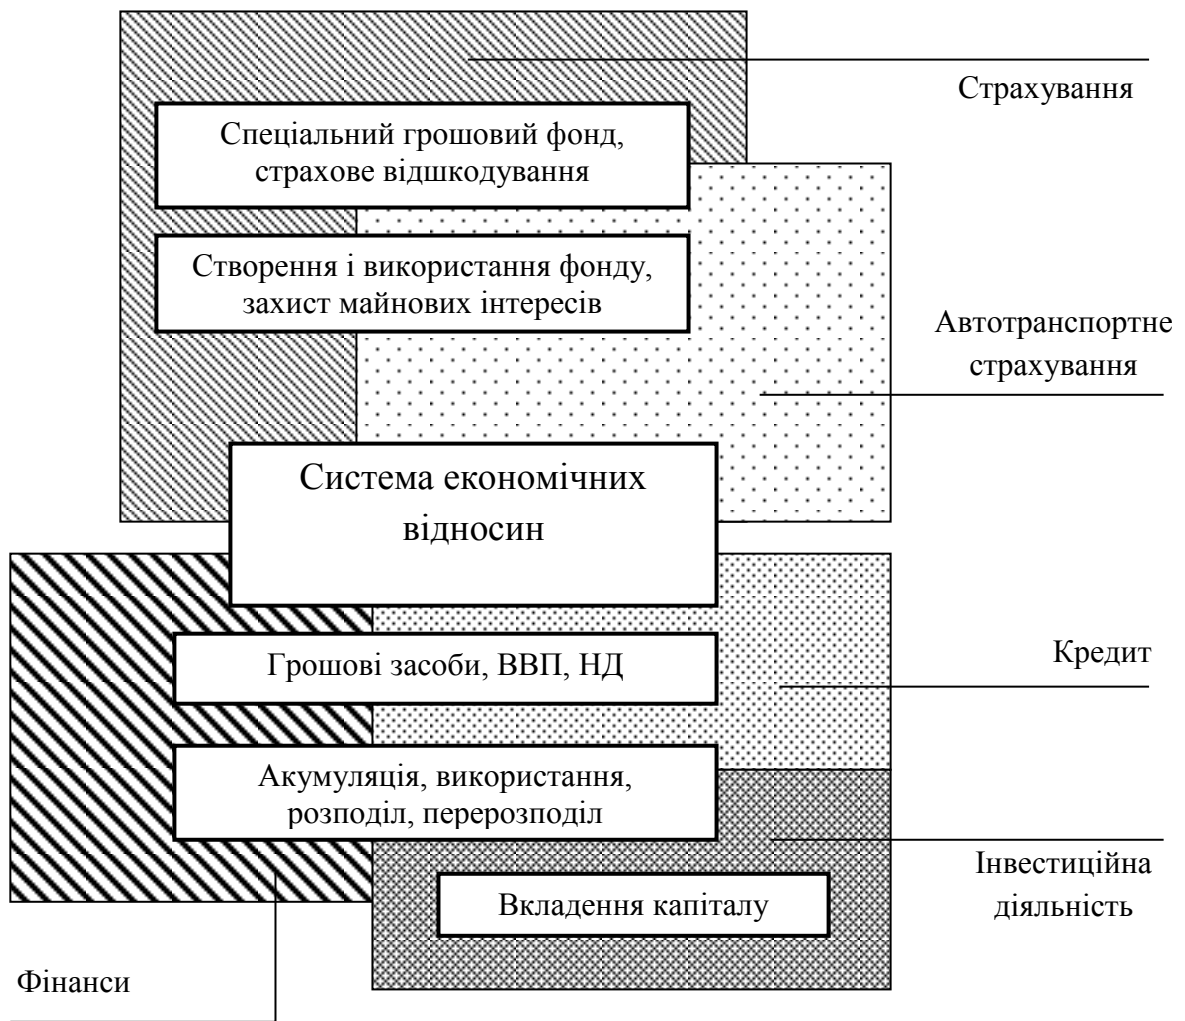 Страхування
Спеціальний грошовий фонд,
страхове відшкодування
Створення і використання фонду,
захист майнових інтересів
Автотранспортне
страхування
Система економічних
відносин
Грошові засоби, ВВП, НД
Кредит
Акумуляція, використання,
розподіл, перерозподіл
Інвестиційна
діяльність
Вкладення капіталу
Фінанси